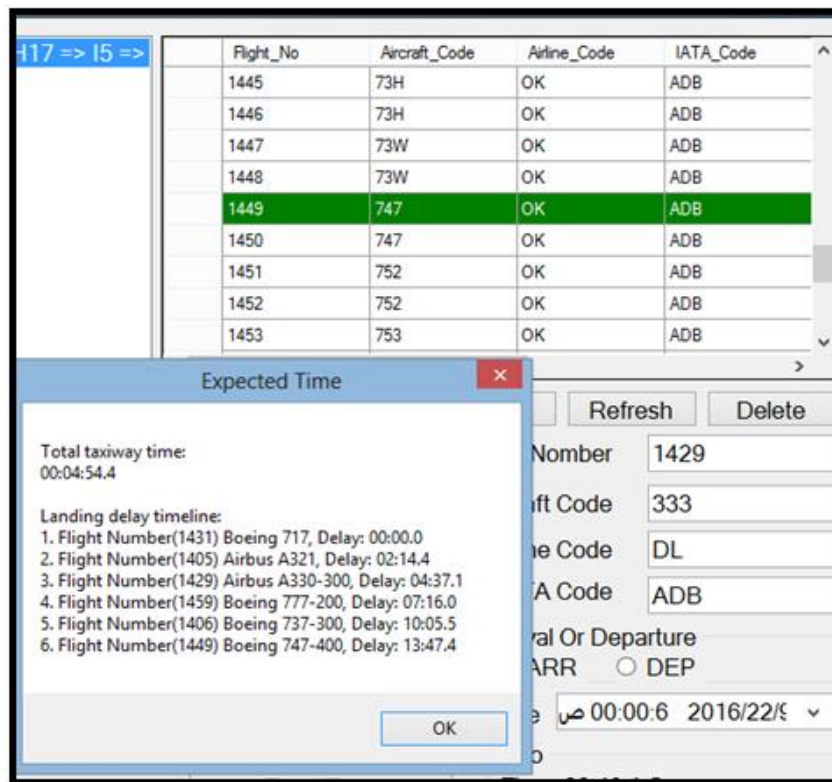 H17 => I5 =>
Flight_No Aircraft_Code Airline_Code IATA_Code
1445 73H OK ADB
1446 73H OK ADB
1447 73W OK ADB
1448 73W OK ADB
1449 747 OK ADB
1450 747 OK ADB
1451 752 OK ADB
1452 752 OK ADB
1453 753 OK ADB
Refresh Delete
Expected Time
Total taxiway time:
00:04:54.4
Landing delay timeline:
1. Flight Number(1431) Boeing 717, Delay: 00:00.0
2. Flight Number(1405) Airbus A321, Delay: 02:14.4
3. Flight Number(1429) Airbus A330-300, Delay: 04:37.1
4. Flight Number(1459) Boeing 777-200, Delay: 07:16.0
5. Flight Number(1406) Boeing 737-300, Delay: 10:05.5
6. Flight Number(1449) Boeing 747-400, Delay: 13:47.4
OK
Nomber 1429
ft Code 333
e Code DL
A Code ADB
val Or Departure
ARR DEP
e ص 00:00:6 2016/22/9